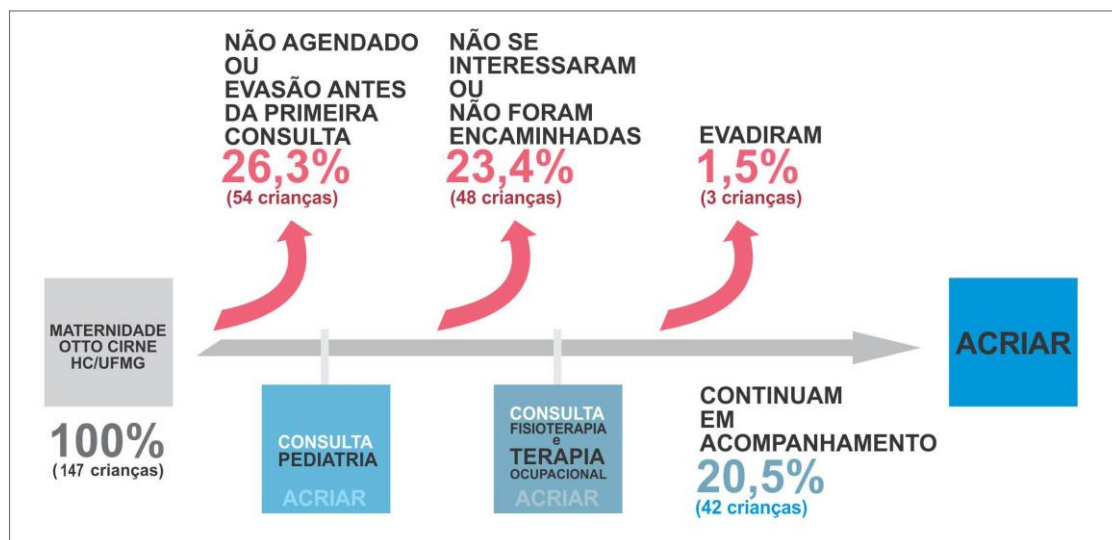 NÃO AGENDADO
OU
EVASÃO ANTES
DA PRIMEIRA
CONSULTA
26,3%
(54 crianças)
NÃO SE
INTERESSARAM
OU
NÃO FORAM
ENCAMINHADAS
23,4%
(48 crianças)
EVADIRAM
1,5%
(3 crianças)
MATERNIDADE
OTTO CIRNE
HC/UFMG
100%
(147 crianças)
CONSULTA
PEDIATRIA
ACRIAR
CONSULTA
FISIOTERAPIA
e
TERAPIA
OCUPACIONAL
ACRIAR
CONTINUAM
EM
ACOMPANHAMENTO
20,5%
(42 crianças)
ACRIAR